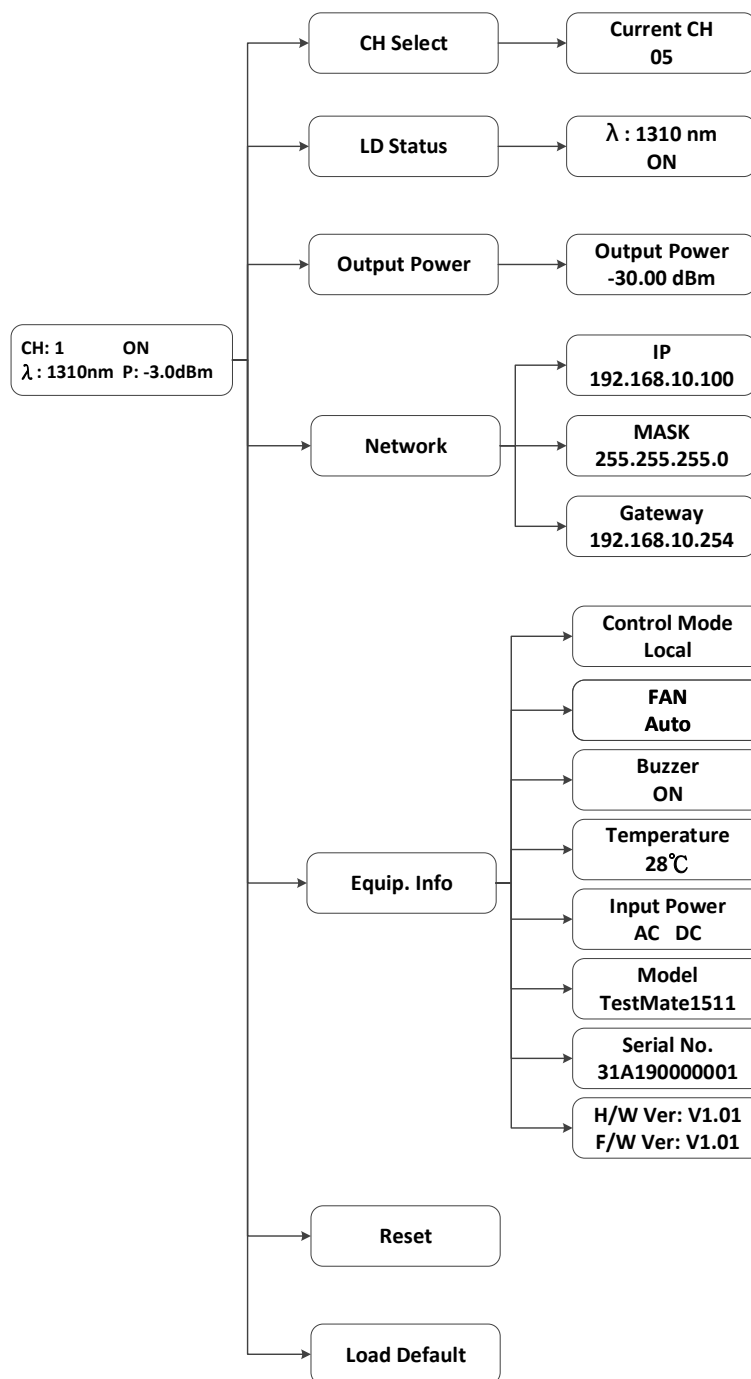 CH Select
Current CH
05
LD Status
λ : 1310 nm
ON
Output Power
Output Power
-30.00 dBm
CH: 1 ON
λ : 1310nm P: -3.0dBm
IP
192.168.10.100
Network
MASK
255.255.255.0
Gateway
192.168.10.254
Control Mode
Local
FAN
Auto
Buzzer
ON
Temperature
28℃
Equip. Info
Input Power
AC DC
Model
TestMate1511
Serial No.
31A190000001
H/W Ver: V1.01
F/W Ver: V1.01
Reset
Load Default